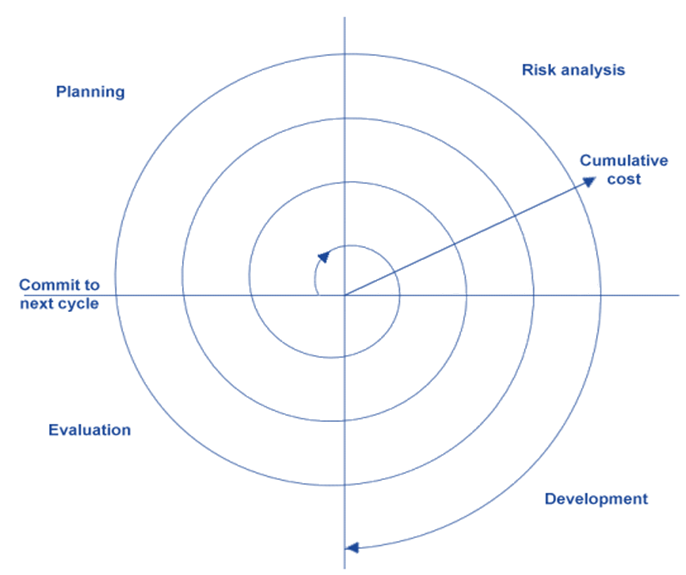 Risk analysis
Planning
Cumulative
cost
Commit to
next cycle
Evaluation
Development